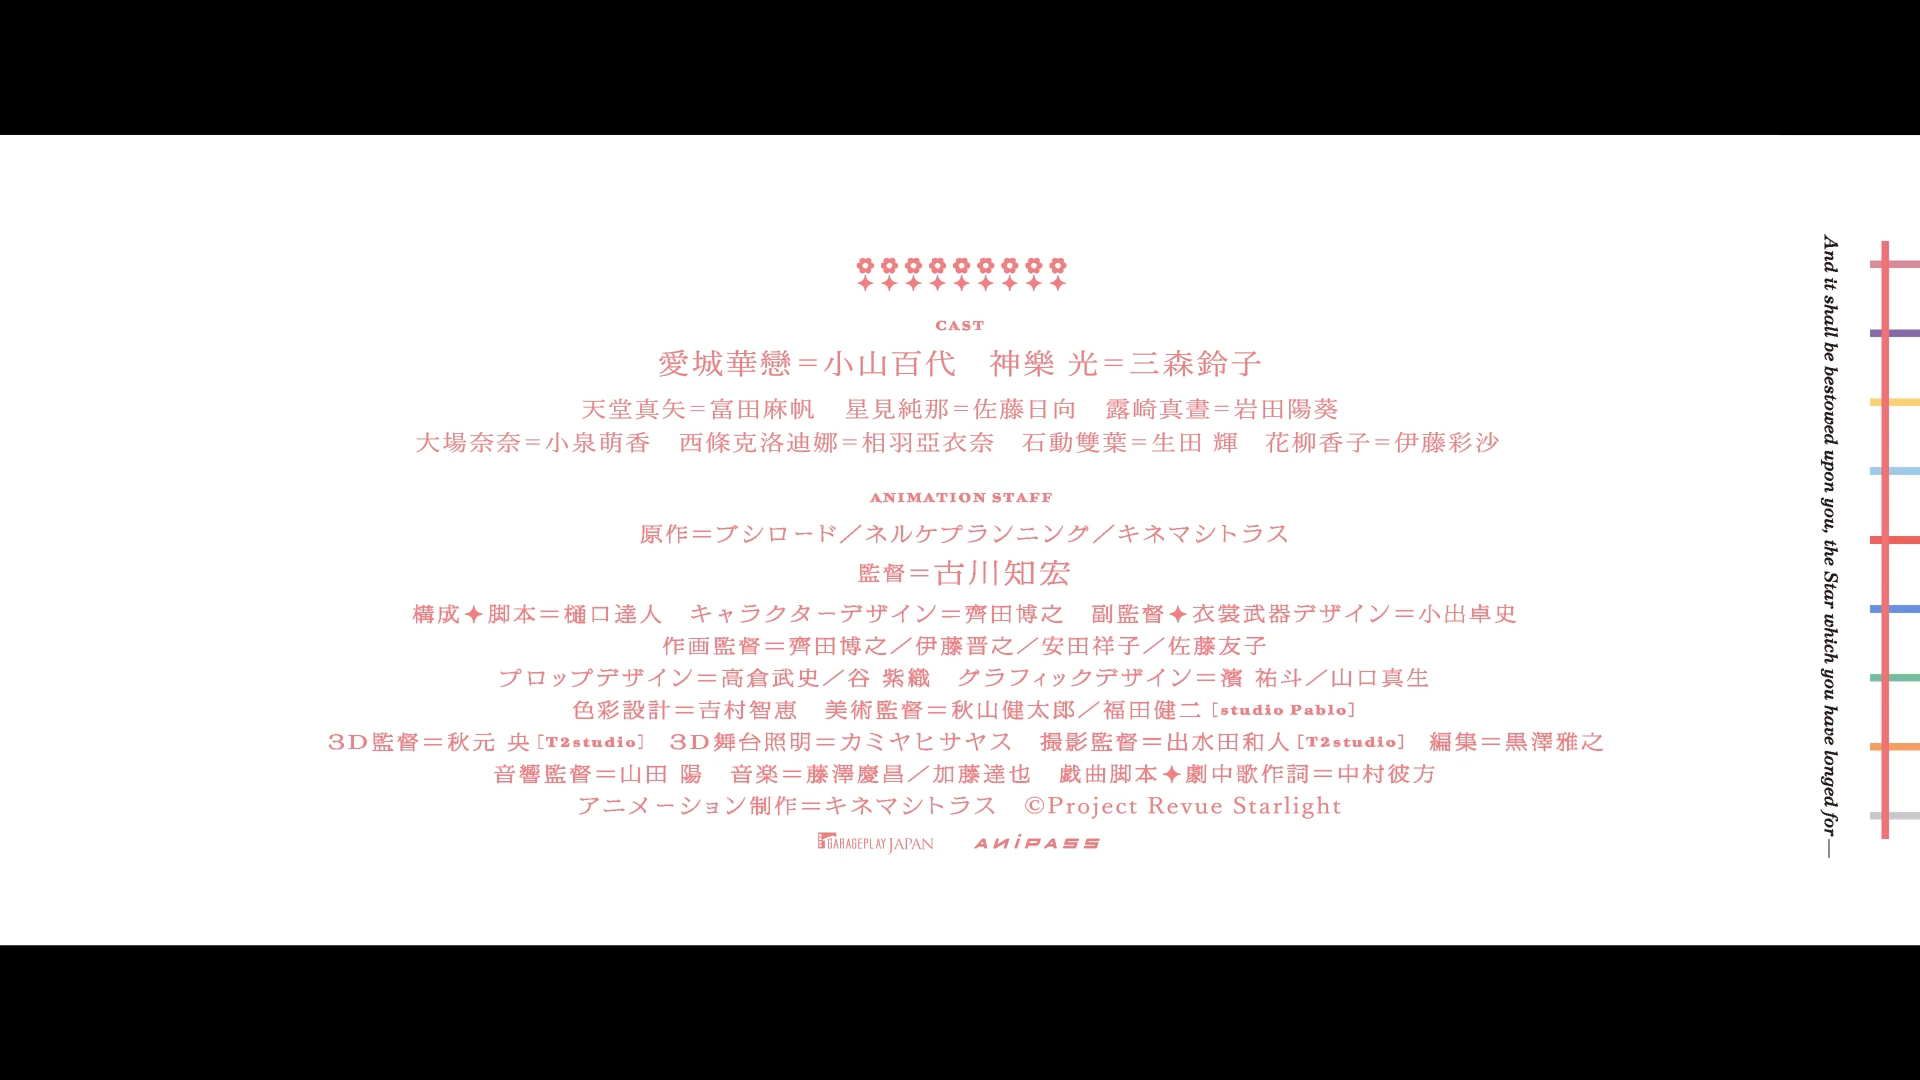 CAST
愛城華戀＝小山百代　神樂 光＝三森鈴子
天堂真矢＝富田麻帆　星見純那＝佐藤日向　露崎真晝＝岩田陽葵
大場奈奈＝小泉萌香　西條克洛迪娜＝相羽亞衣奈　石動雙葉＝生田 輝　花柳香子＝伊藤彩沙
ANIMATION STAFF
原作＝ブシロード／ネルケプランニング／キネマシトラス
監督＝古川知宏
構成✦脚本＝樋口達人　キャラクターデザイン＝齊田博之　副監督✦衣裳武器デザイン＝小出卓史
作画監督＝齊田博之／伊藤晋之／安田祥子／佐藤友子
プロップデザイン＝高倉武史／谷 紫織　グラフィックデザイン＝濱 祐斗／山口真生
色彩設計＝吉村智恵　美術監督＝秋山健太郎／福田健二［studio Pablo］
3D監督＝秋元 央［T2studio］　3D舞台照明＝カミヤヒサヤス　撮影監督＝出水田和人［T2studio］　編集＝黒澤雅之
音響監督＝山田 陽　音楽＝藤澤慶昌／加藤達也　戯曲脚本✦劇中歌作詞＝中村彼方
アニメーション制作＝キネマシトラス　©Project Revue Starlight
GARAGEPLAY JAPAN　ANiPASS
And it shall be bestowed upon you, the Star which you have longed for—